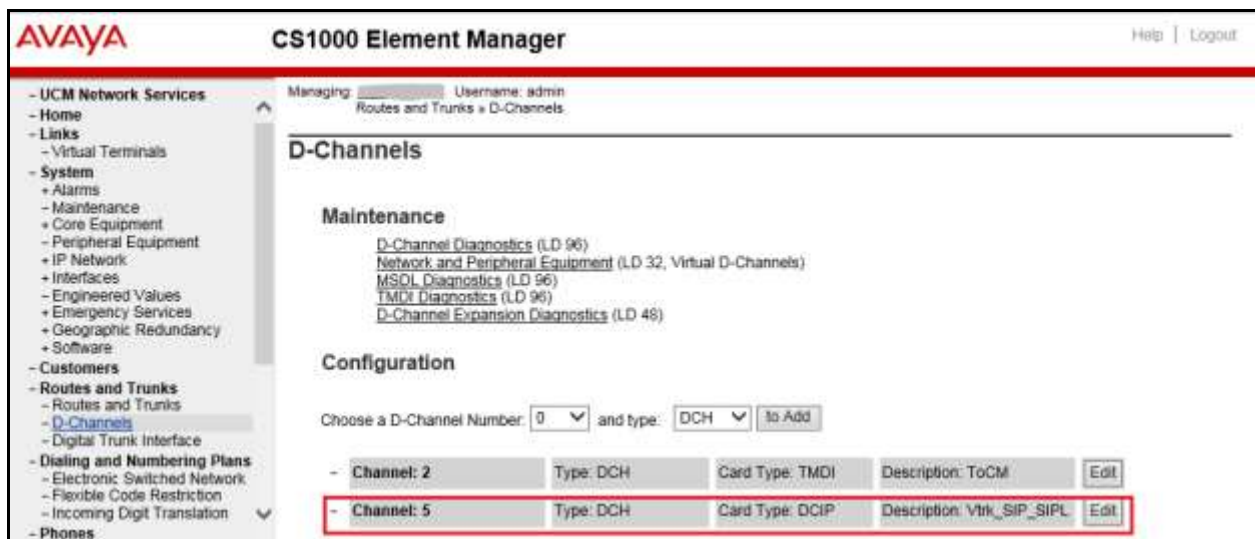 AVAYA
CS1000 Element Manager
Help | Logout
- UCM Network Services
- Home
- Links
- Virtual Terminals
- System
+ Alarms
- Maintenance
+ Core Equipment
- Peripheral Equipment
+ IP Network
+ Interfaces
- Engineered Values
+ Emergency Services
+ Geographic Redundancy
+ Software
- Customers
- Routes and Trunks
- Routes and Trunks
- D-Channels
- Digital Trunk Interface
- Dialing and Numbering Plans
- Electronic Switched Network
- Flexible Code Restriction
- Incoming Digit Translation
- Phones
Managing: Username: admin
Routes and Trunks » D-Channels
D-Channels
Maintenance
D-Channel Diagnostics (LD 96)
Network and Peripheral Equipment (LD 32, Virtual D-Channels)
MSDL Diagnostics (LD 96)
TMDI Diagnostics (LD 96)
D-Channel Expansion Diagnostics (LD 48)
Configuration
Choose a D-Channel Number: 0 and type: DCH to Add
- Channel: 2 Type: DCH Card Type: TMDI Description: ToCM Edit
- Channel: 5 Type: DCH Card Type: DCIP Description: Vtrk_SIP_SIPL Edit